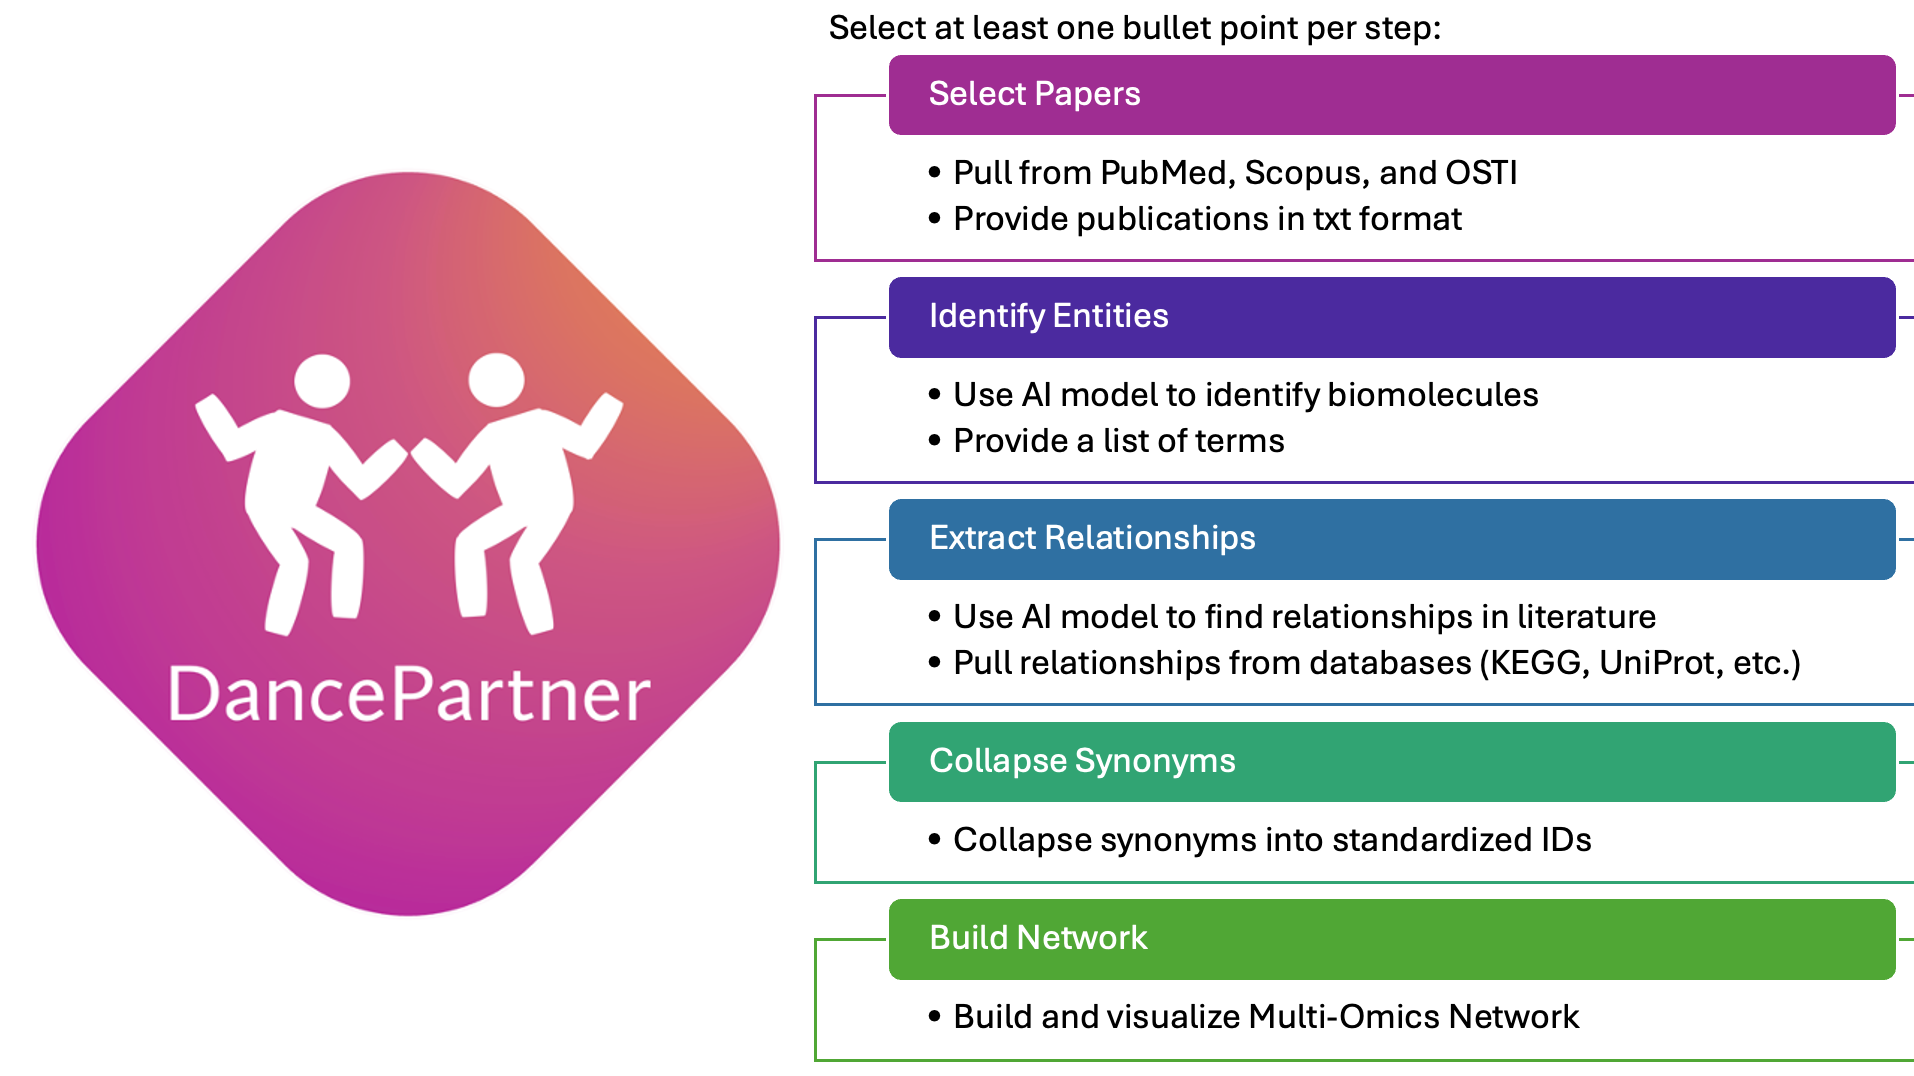 Select at least one bullet point per step:
Select Papers
• Pull from PubMed, Scopus, and OSTI
• Provide publications in txt format
Identify Entities
• Use AI model to identify biomolecules
• Provide a list of terms
Extract Relationships
• Use AI model to find relationships in literature
• Pull relationships from databases (KEGG, UniProt, etc.)
Collapse Synonyms
• Collapse synonyms into standardized IDs
Build Network
• Build and visualize Multi-Omics Network
DancePartner